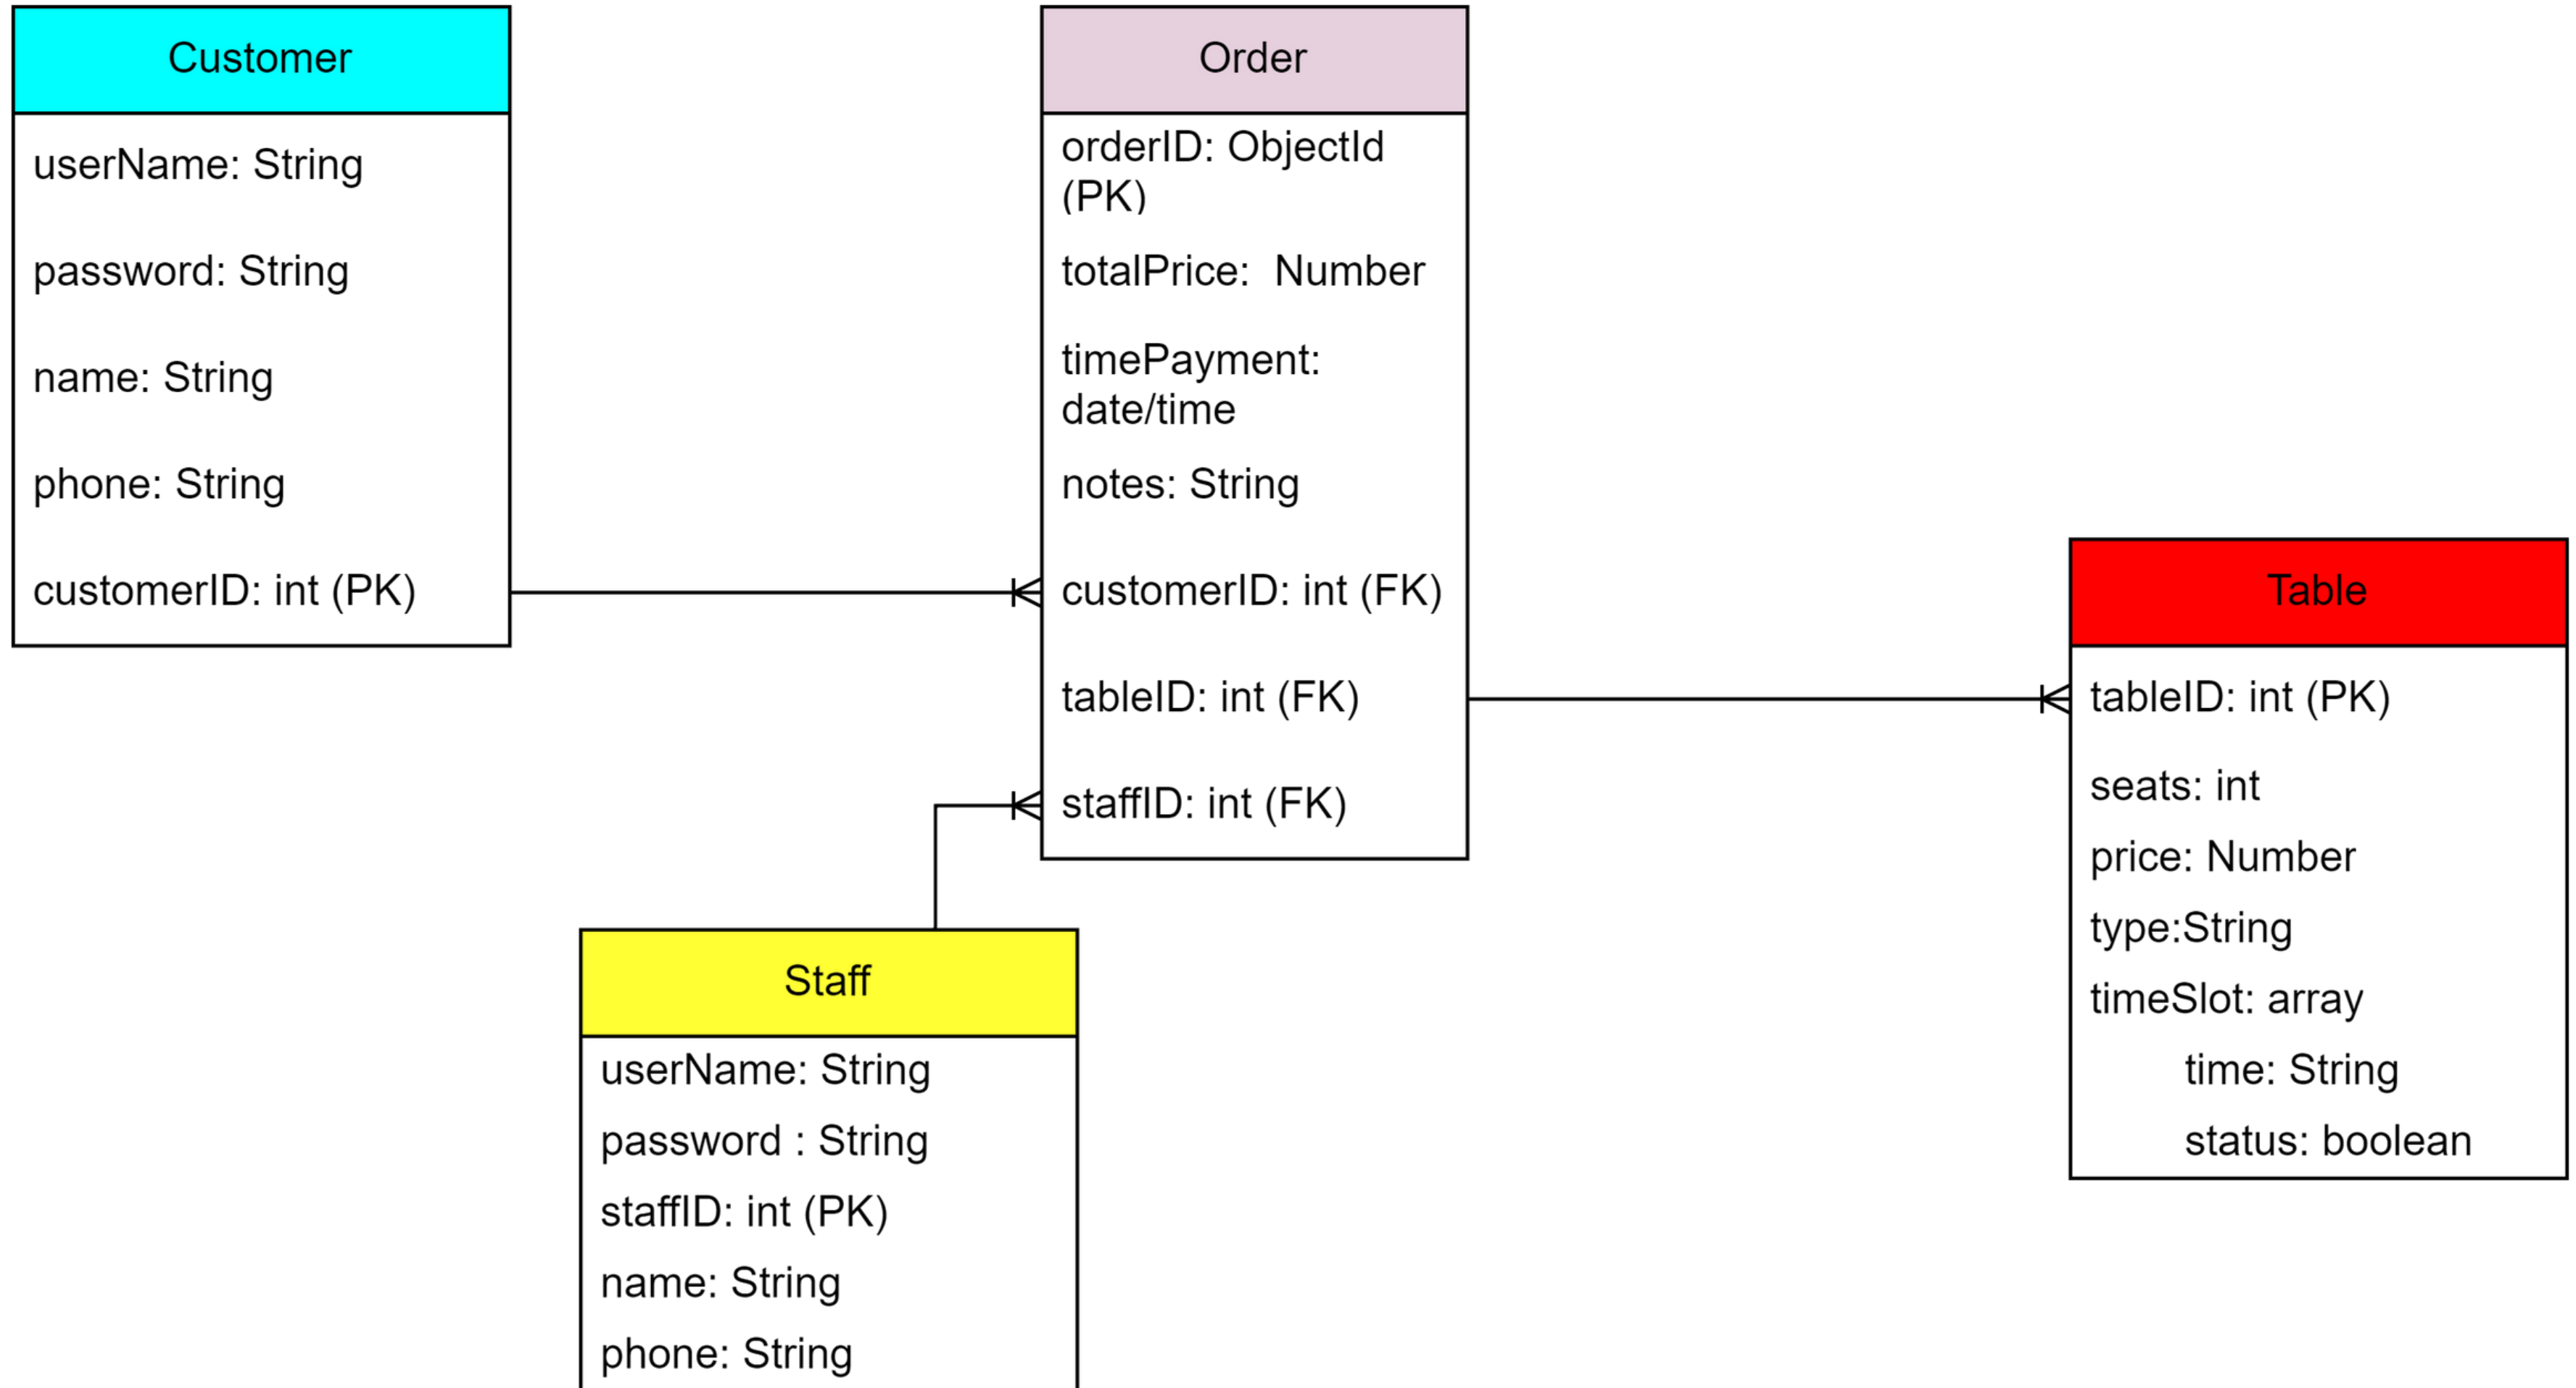 Customer
userName: String
password: String
name: String
phone: String
customerID: int (PK)
Order
orderID: ObjectId
(PK)
totalPrice:  Number
timePayment:
date/time
notes: String
customerID: int (FK)
tableID: int (FK)
staffID: int (FK)
Table
tableID: int (PK)
seats: int
price: Number
type:String
timeSlot: array
time: String
status: boolean
Staff
userName: String
password : String
staffID: int (PK)
name: String
phone: String